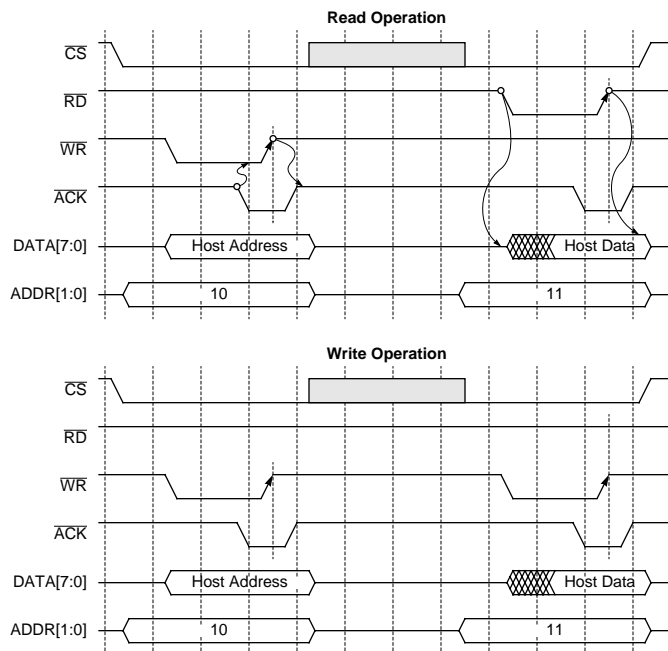 Read Operation
CS
RD
WR
ACK
DATA[7:0] Host Address Host Data
ADDR[1:0] 10 11
Write Operation
CS
RD
WR
ACK
DATA[7:0] Host Address Host Data
ADDR[1:0] 10 11